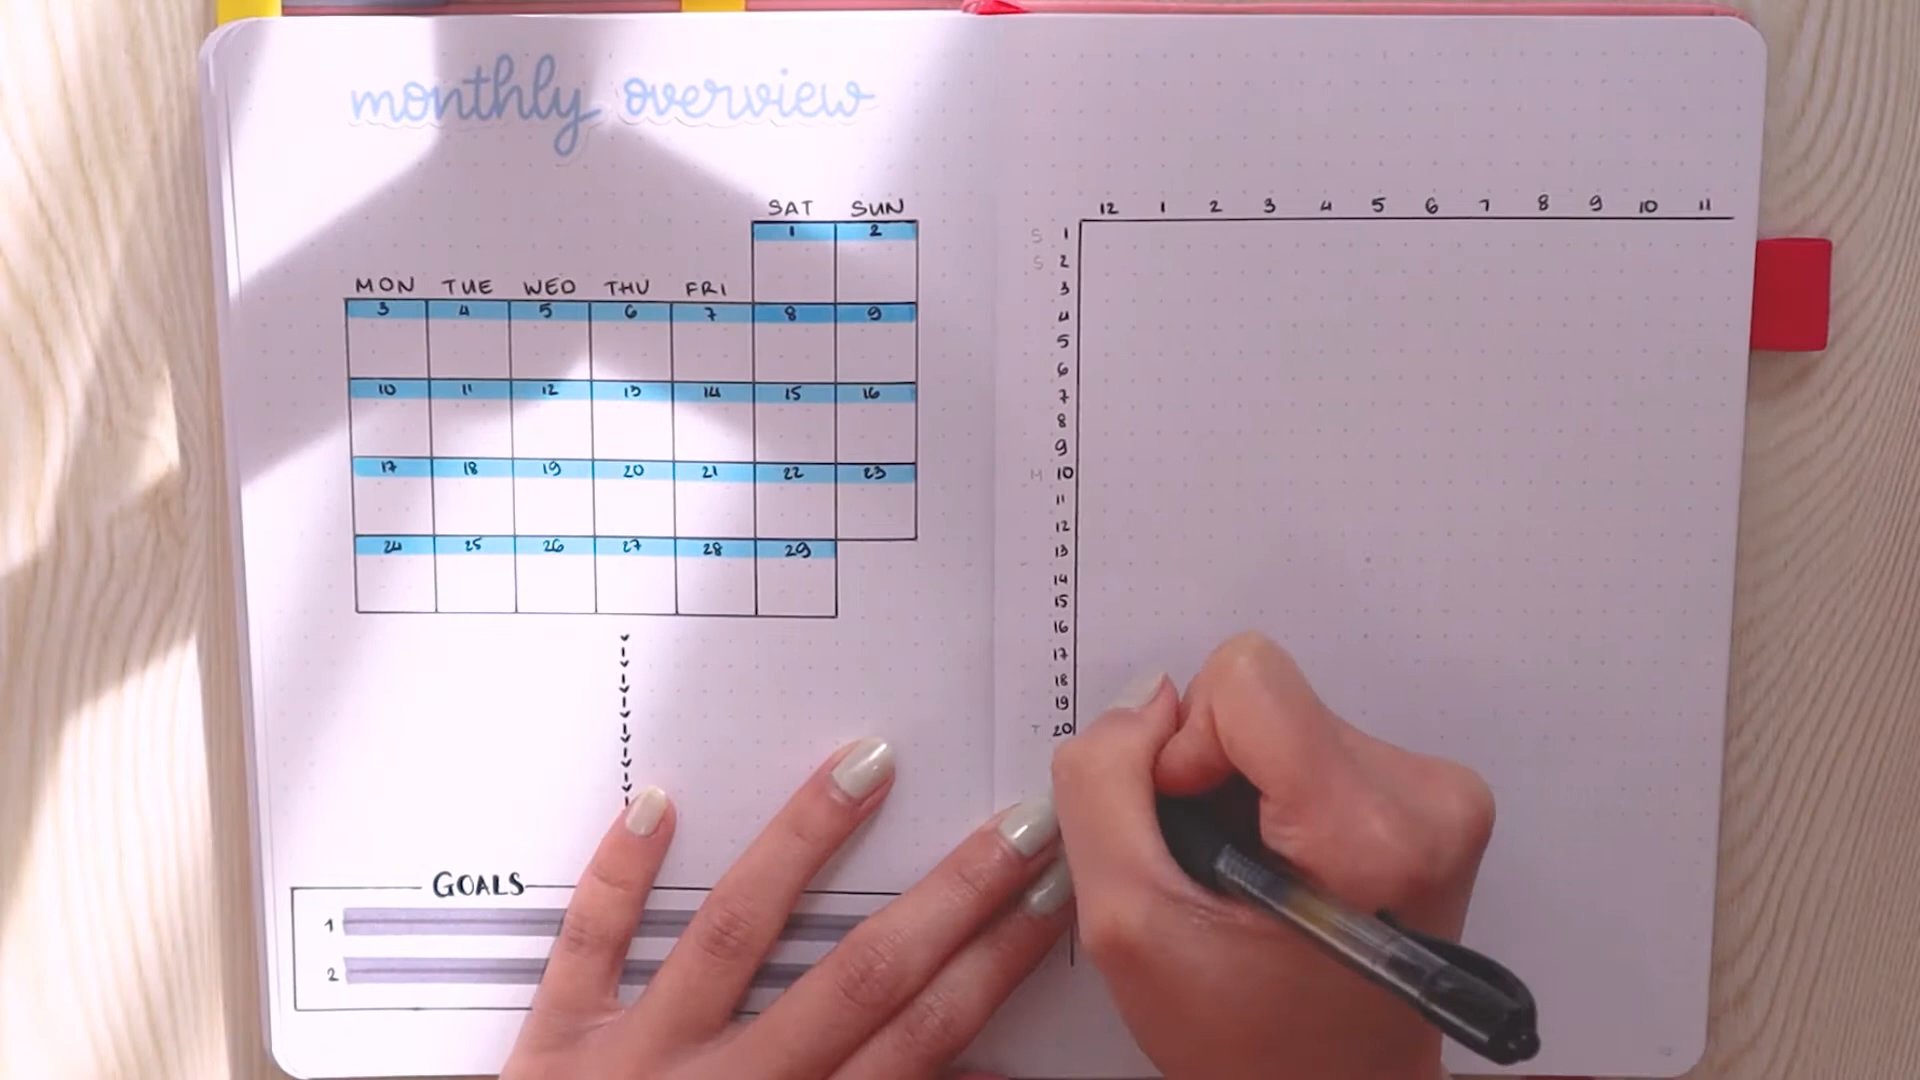 monthly overview
SAT SUN
1 2
MON TUE WED THU FRI
3 4 5 6 7 8 9
10 11 12 13 14 15 16
17 18 19 20 21 22 23
24 25 26 27 28 29
GOALS
1
2
12 1 2 3 4 5 6 7 8 9 10 11
S 1
S 2
3
4
5
6
7
8
9
M 10
11
12
13
14
15
16
17
18
19
T 20